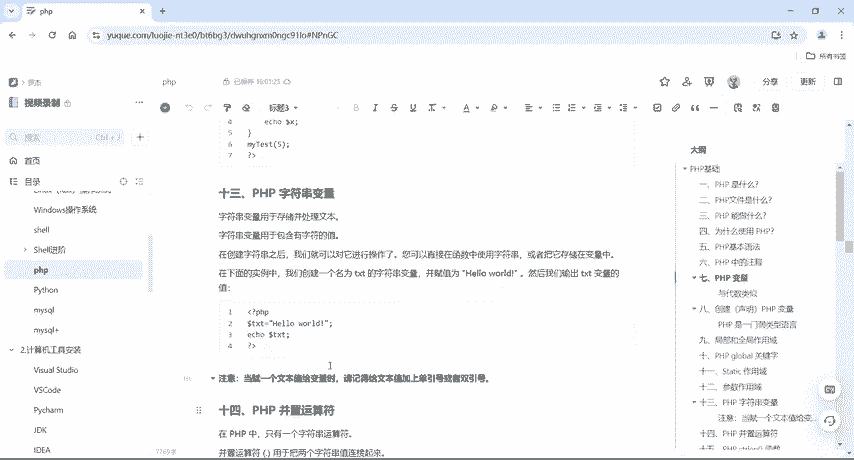 php
yuque.com/luojie-nt3e0/bt6bg3/dwuhgnxm0ngc91lo#NPnGC
所有书签
罗杰
php
已保存 16:01:23
分享
更新
视频录制
标题3
搜索
Ctrl + J
首页
目录
Windows操作系统
shell
Shell进阶
php
Python
mysql
mysql+
2.计算机工具安装
Visual Studio
VSCode
Pycharm
JDK
IDEA
4 echo $x;
5 }
6 myTest(5);
7 ?>
十三、PHP 字符串变量
字符串变量用于存储并处理文本。
字符串变量用于包含有字符的值。
在创建字符串之后，我们就可以对它进行操作了。您可以直接在函数中使用字符串，或者把它存储在变量中。
在下面的实例中，我们创建一个名为 txt 的字符串变量，并赋值为 "Hello world!" 。然后我们输出 txt 变量的
值：
1 <?php
2 $txt="Hello world!";
3 echo $txt;
4 ?>
注意：当赋一个文本值给变量时，请记得给文本值加上单引号或者双引号。
十四、PHP 并置运算符
在 PHP 中，只有一个字符串运算符。
并置运算符 (.) 用于把两个字符串值连接起来。
7769字
大纲
PHP基础
一、PHP 是什么?
二、PHP文件是什么?
三、PHP 能做什么?
四、为什么使用 PHP?
五、PHP基本语法
六、PHP 中的注释
七、PHP 变量
与代数类似
八、创建（声明）PHP 变量
PHP 是一门弱类型语言
九、局部和全局作用域
十、PHP global 关键字
十一、Static 作用域
十二、参数作用域
十三、PHP 字符串变量
注意：当赋一个文本值给变...
十四、PHP 并置运算符